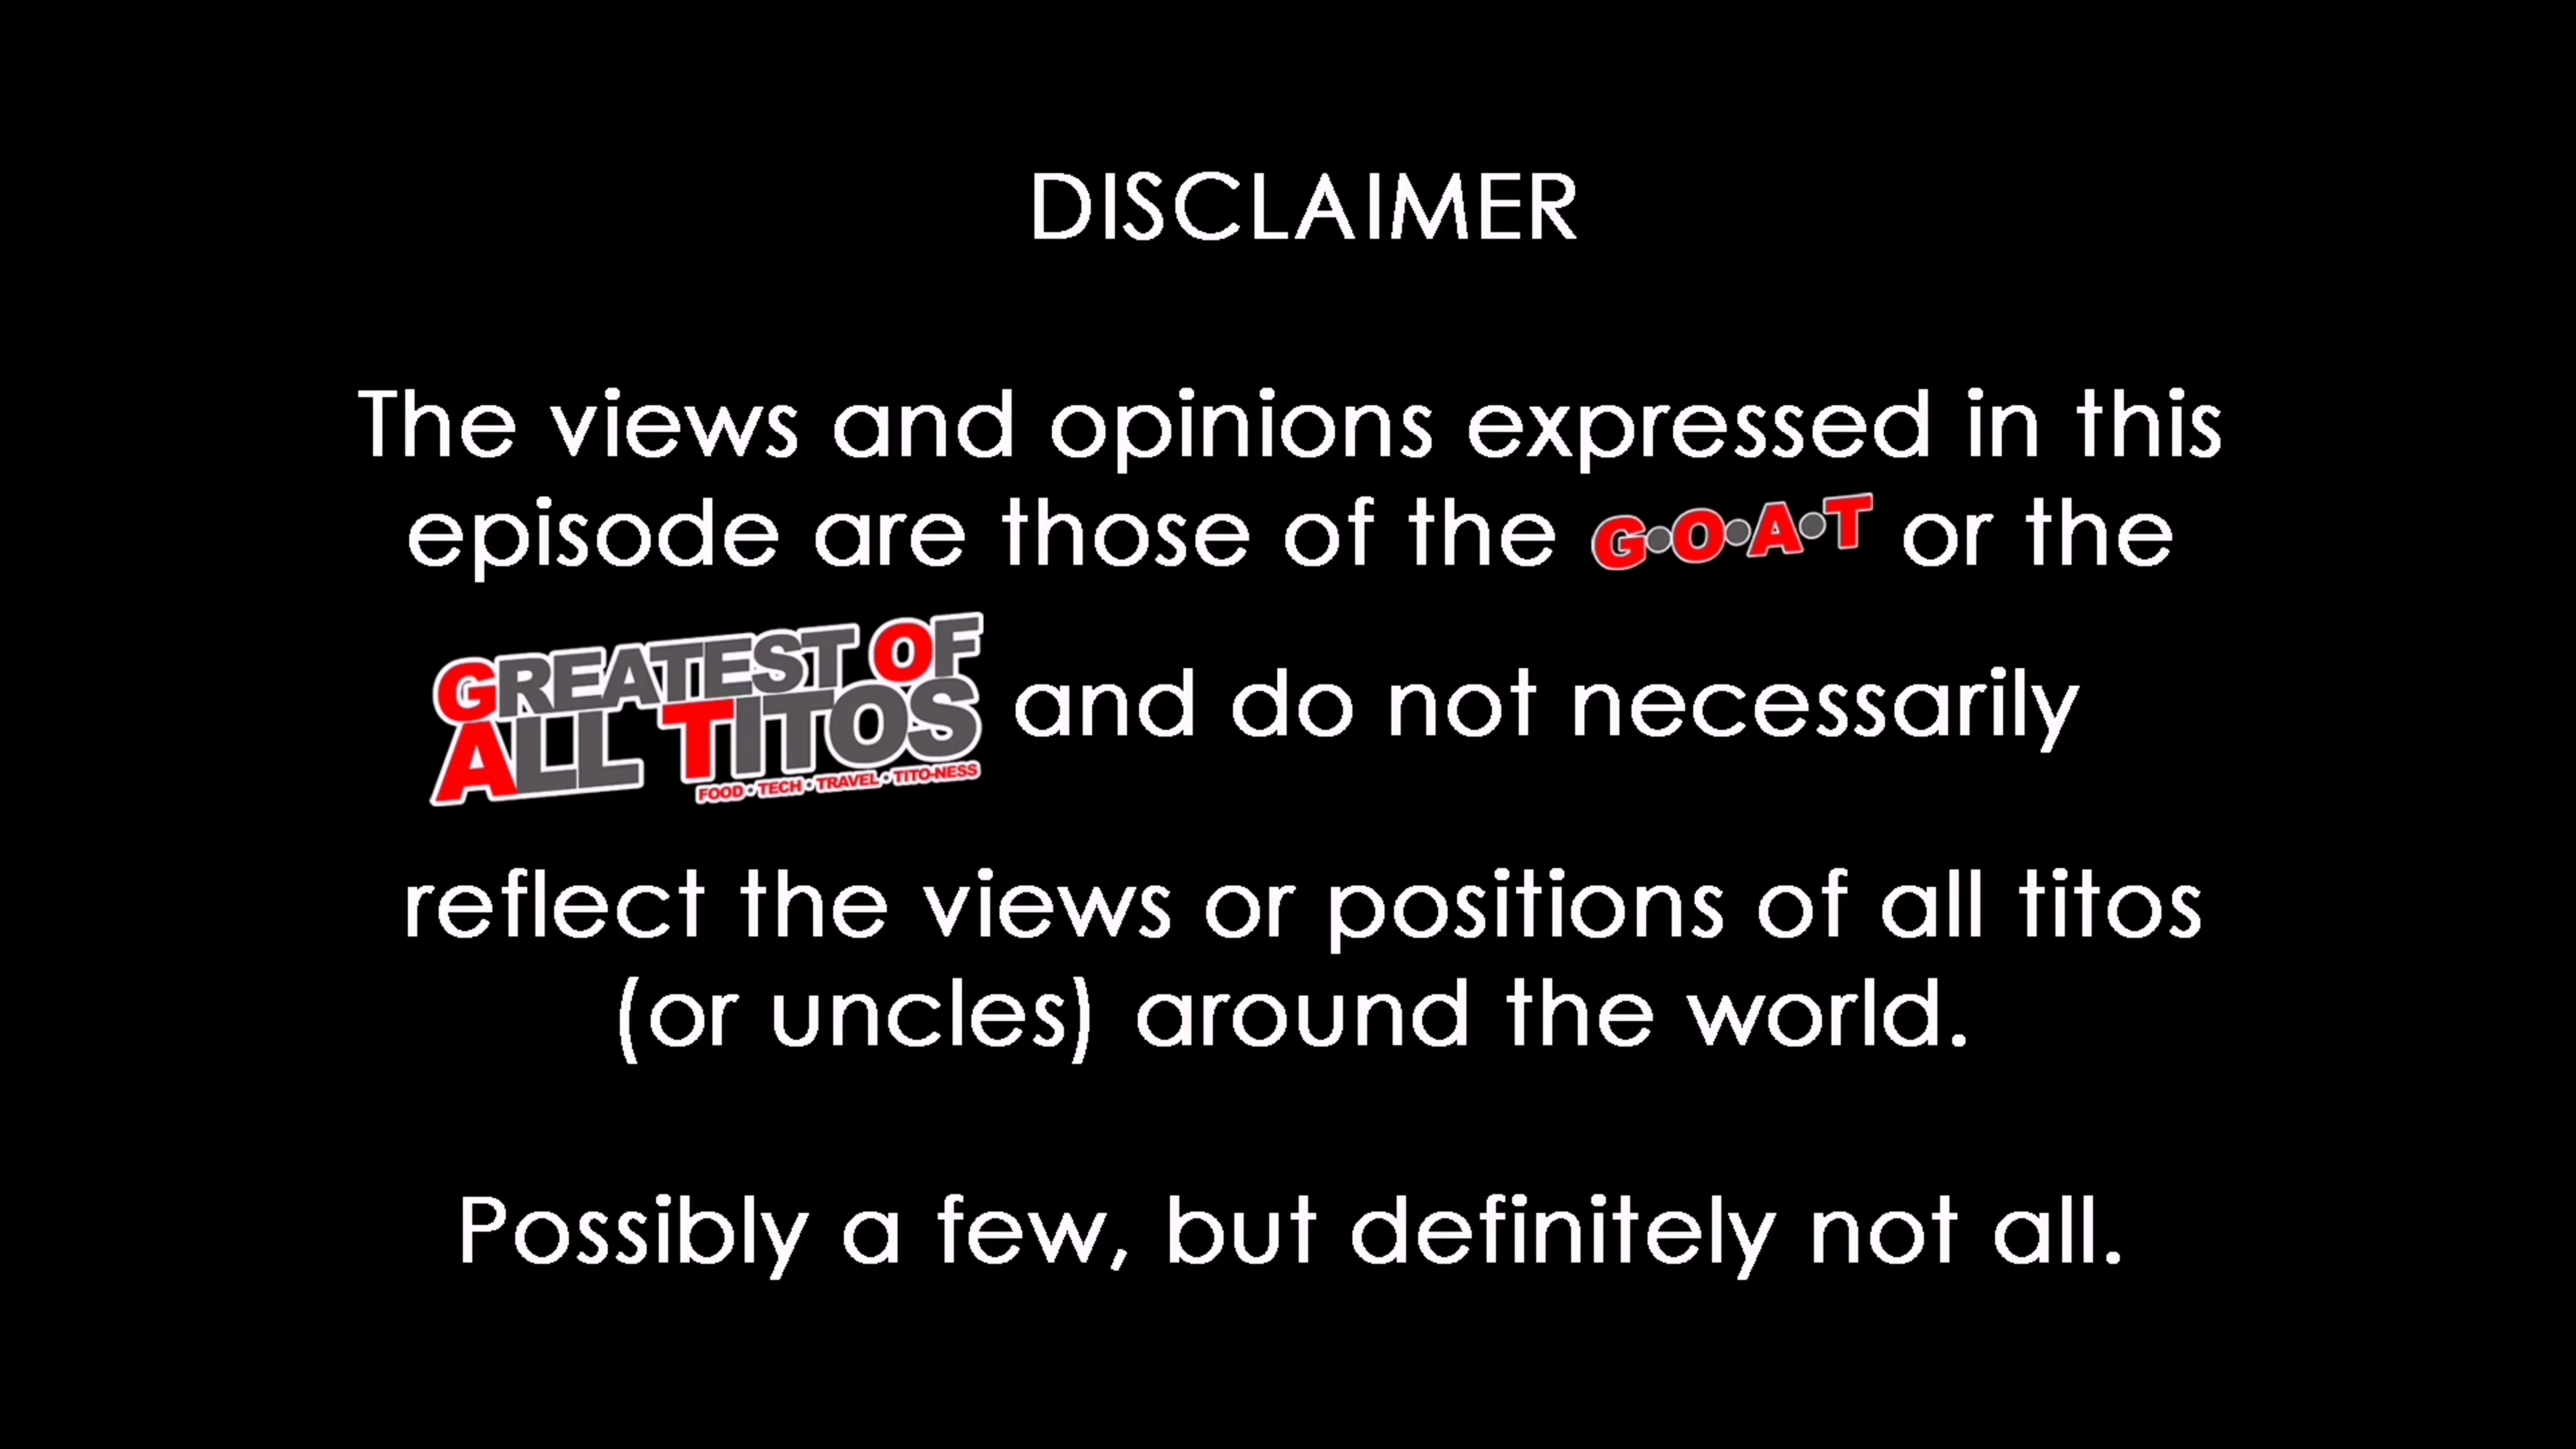 DISCLAIMER
The views and opinions expressed in this
episode are those of the G•O•A•T or the
GREATEST OF
ALL TITOS
FOOD • TECH • TRAVEL • TITO-NESS
and do not necessarily
reflect the views or positions of all titos
(or uncles) around the world.
Possibly a few, but definitely not all.